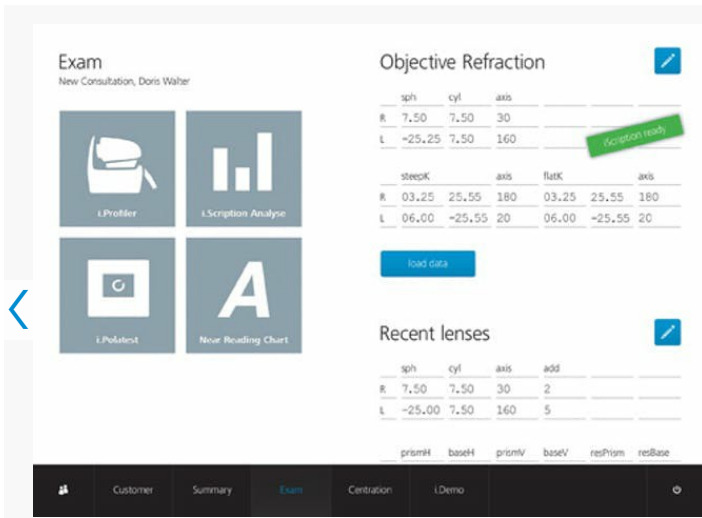 Exam
New Consultation, Doris Walter
i.Profiler
i.Scription Analyse
i.Polatest
A
Near Reading Chart
Objective Refraction
sph cyl axis
R 7.50 7.50 30
L -25.25 7.50 160
iScription ready
steepK axis flatK axis
R 03.25 25.55 180 03.25 25.55 180
L 06.00 -25.55 20 06.00 -25.55 20
load data
Recent lenses
sph cyl axis add
R 7.50 7.50 30 2
L -25.00 7.50 160 5
prismH baseH prismV baseV resPrism resBase
Customer Summary Exam Centration i.Demo